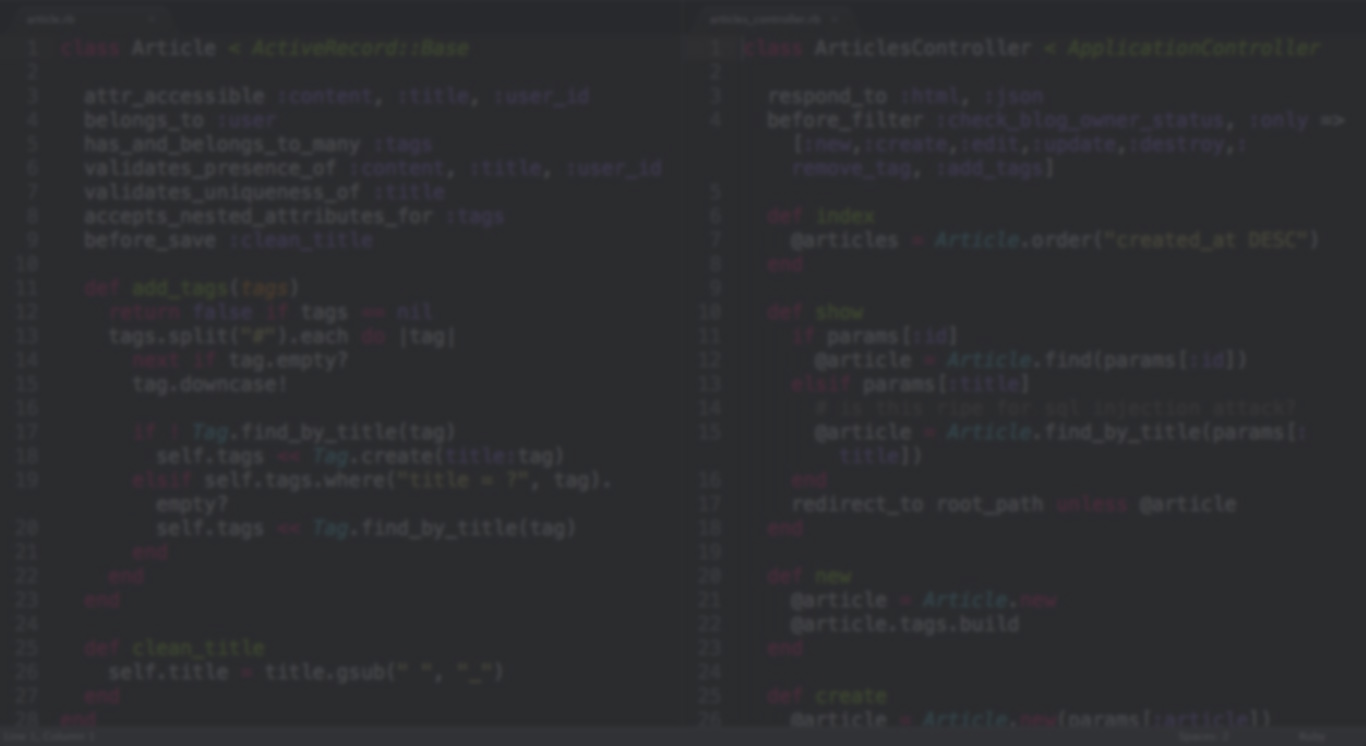 article.rb
1 class Article < ActiveRecord::Base
2
3 attr_accessible :content, :title, :user_id
4 belongs_to :user
5 has_and_belongs_to_many :tags
6 validates_presence_of :content, :title, :user_id
7 validates_uniqueness_of :title
8 accepts_nested_attributes_for :tags
9 before_save :clean_title
10
11 def add_tags(tags)
12 return false if tags == nil
13 tags.split("#").each do |tag|
14 next if tag.empty?
15 tag.downcase!
16
17 if ! Tag.find_by_title(tag)
18 self.tags << Tag.create(title:tag)
19 elsif self.tags.where("title = ?", tag).
empty?
20 self.tags << Tag.find_by_title(tag)
21 end
22 end
23 end
24
25 def clean_title
26 self.title = title.gsub(" ", "_")
27 end
28 end
Line 1, Column 1
articles_controller.rb
1 class ArticlesController < ApplicationController
2
3 respond_to :html, :json
4 before_filter :check_blog_owner_status, :only =>
[:new,:create,:edit,:update,:destroy,:
remove_tag, :add_tags]
5
6 def index
7 @articles = Article.order("created_at DESC")
8 end
9
10 def show
11 if params[:id]
12 @article = Article.find(params[:id])
13 elsif params[:title]
14 # is this ripe for sql injection attack?
15 @article = Article.find_by_title(params[:
title])
16 end
17 redirect_to root_path unless @article
18 end
19
20 def new
21 @article = Article.new
22 @article.tags.build
23 end
24
25 def create
26 @article = Article.new(params[:article])
Spaces: 2
Ruby